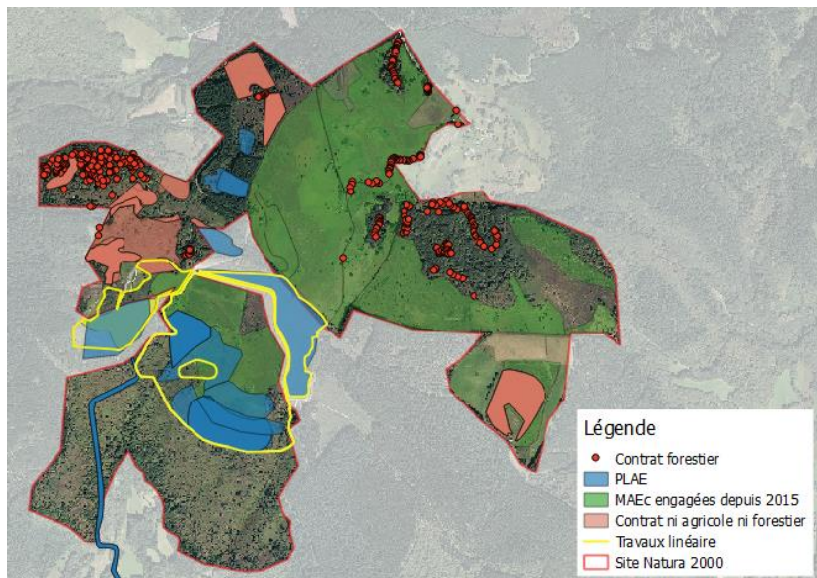 Légende
Contrat forestier
PLAE
MAEc engagées depuis 2015
Contrat ni agricole ni forestier
Travaux linéaire
Site Natura 2000